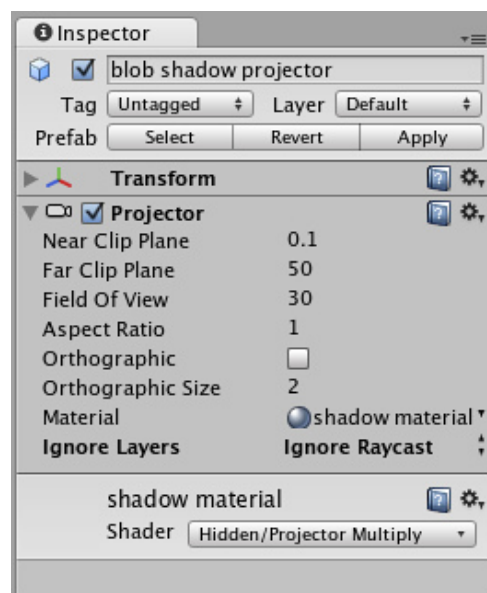 Inspector
blob shadow projector
Tag Untagged Layer Default
Prefab Select Revert Apply
Transform
Projector
Near Clip Plane 0.1
Far Clip Plane 50
Field Of View 30
Aspect Ratio 1
Orthographic
Orthographic Size 2
Material shadow material
Ignore Layers Ignore Raycast
shadow material
Shader Hidden/Projector Multiply